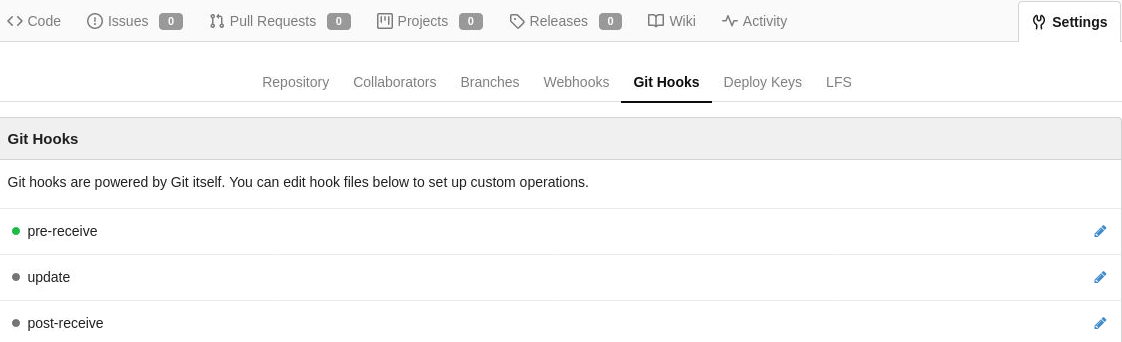 Code Issues 0 Pull Requests 0 Projects 0 Releases 0 Wiki Activity Settings
Repository Collaborators Branches Webhooks Git Hooks Deploy Keys LFS
Git Hooks
Git hooks are powered by Git itself. You can edit hook files below to set up custom operations.
pre-receive
update
post-receive